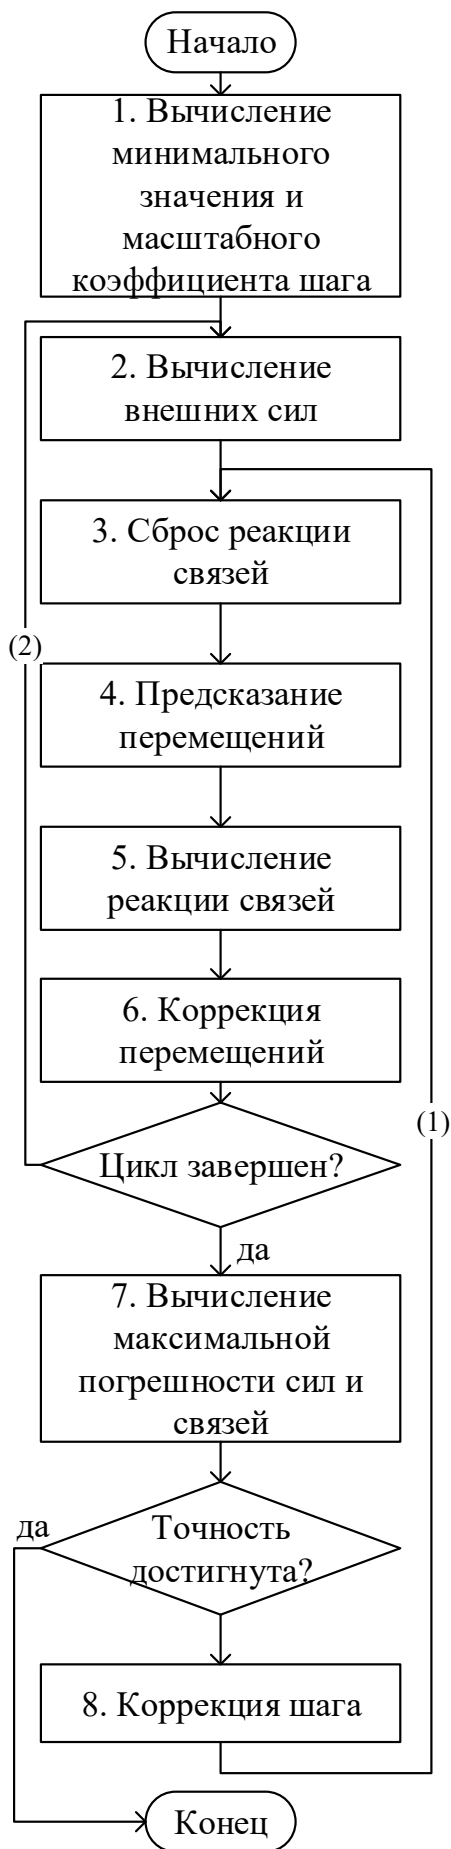 Начало
1. Вычисление
минимального
значения и
масштабного
коэффициента шага
2. Вычисление
внешних сил
3. Сброс реакции
связей
(2)
4. Предсказание
перемещений
5. Вычисление
реакции связей
6. Коррекция
перемещений
(1)
Цикл завершен?
да
7. Вычисление
максимальной
погрешности сил и
связей
да
Точность
достигнута?
8. Коррекция шага
Конец